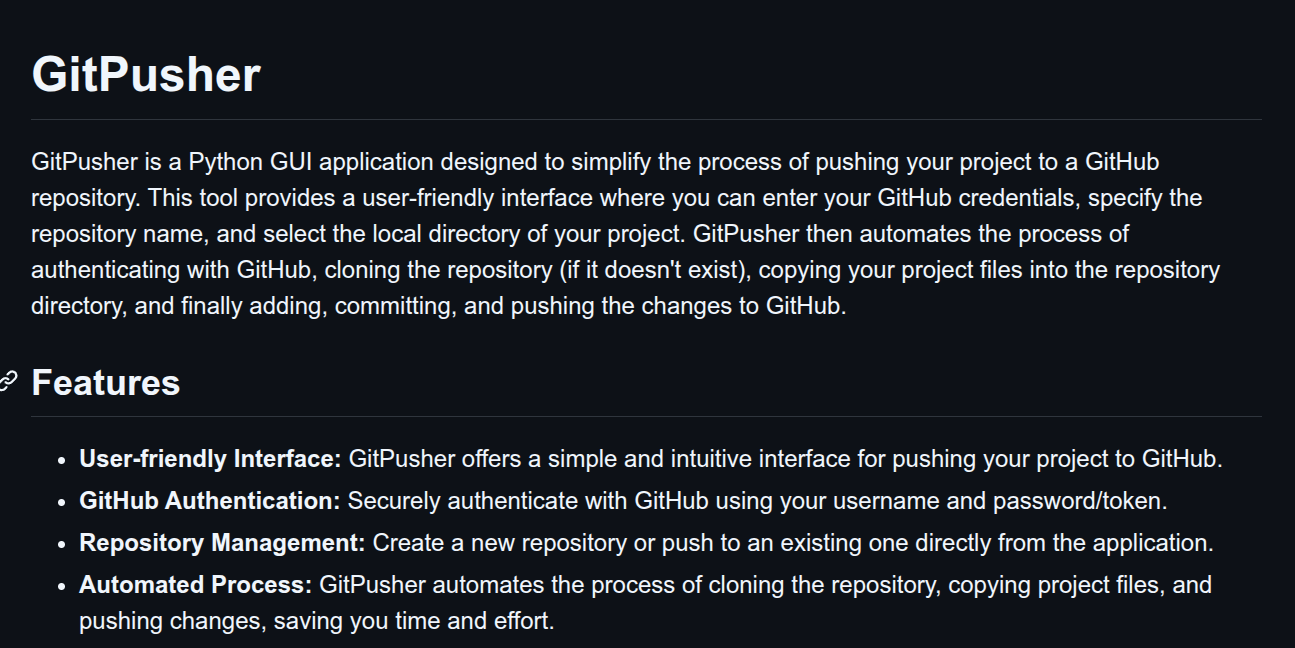 GitPusher
GitPusher is a Python GUI application designed to simplify the process of pushing your project to a GitHub
repository. This tool provides a user-friendly interface where you can enter your GitHub credentials, specify the
repository name, and select the local directory of your project. GitPusher then automates the process of
authenticating with GitHub, cloning the repository (if it doesn't exist), copying your project files into the repository
directory, and finally adding, committing, and pushing the changes to GitHub.
Features
• User-friendly Interface: GitPusher offers a simple and intuitive interface for pushing your project to GitHub.
• GitHub Authentication: Securely authenticate with GitHub using your username and password/token.
• Repository Management: Create a new repository or push to an existing one directly from the application.
• Automated Process: GitPusher automates the process of cloning the repository, copying project files, and
pushing changes, saving you time and effort.